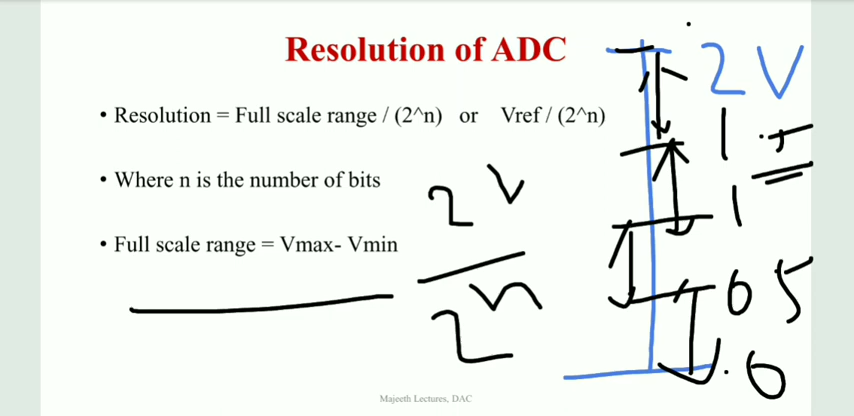 Resolution of ADC
2V
• Resolution = Full scale range / (2^n)   or   Vref / (2^n)
1.5
• Where n is the number of bits
2V
1
• Full scale range = Vmax- Vmin
2^n
0 5
0
Majeeth Lectures, DAC